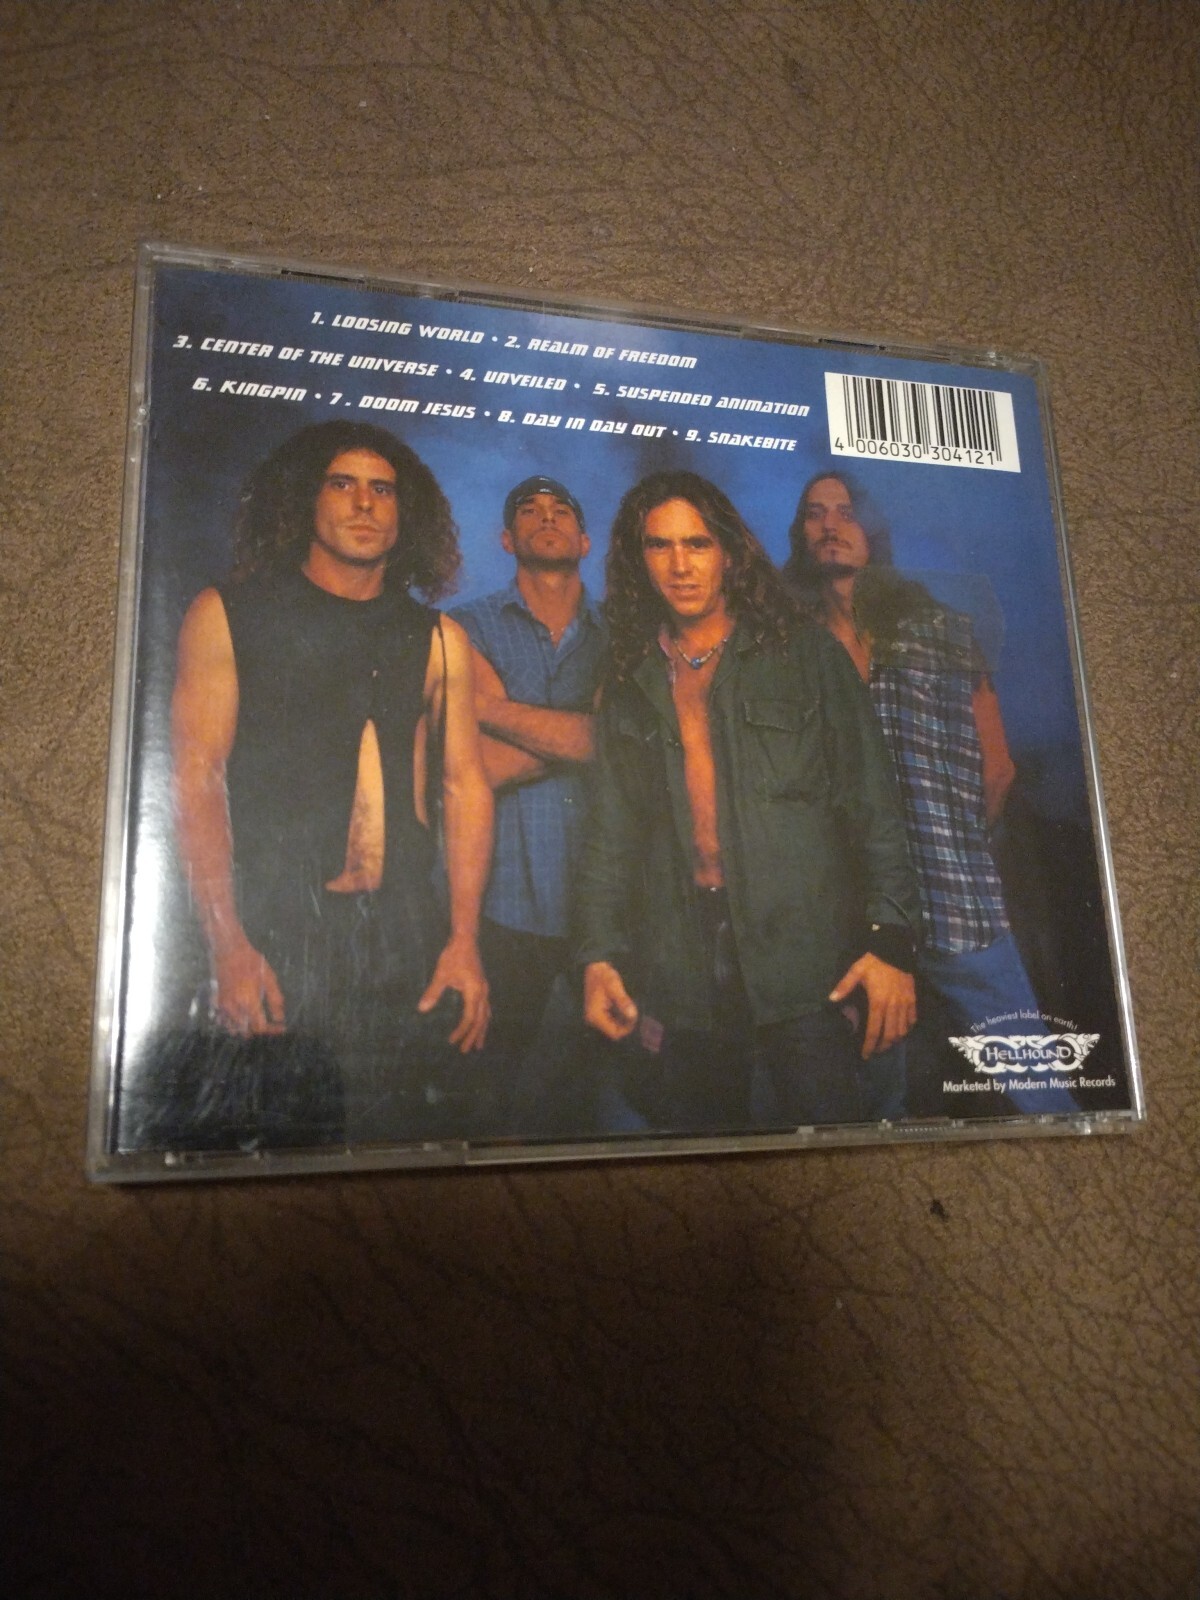 1. LOOSING WORLD • 2. REALM OF FREEDOM
3. CENTER OF THE UNIVERSE • 4. UNVEILED • 5. SUSPENDED ANIMATION
6. KINGPIN • 7. DOOM JESUS • 8. DAY IN DAY OUT • 9. SNAKEBITE
4 006030 304121
The heaviest label on earth!
HELLHOUND
Marketed by Modern Music Records